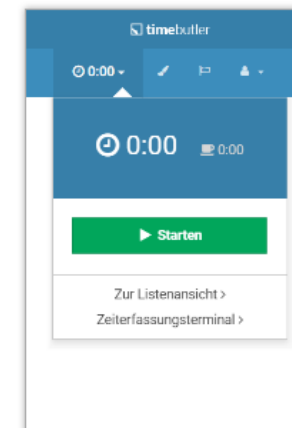 timebutler
0:00
0:00 0:00
Starten
Zur Listenansicht >
Zeiterfassungsterminal >